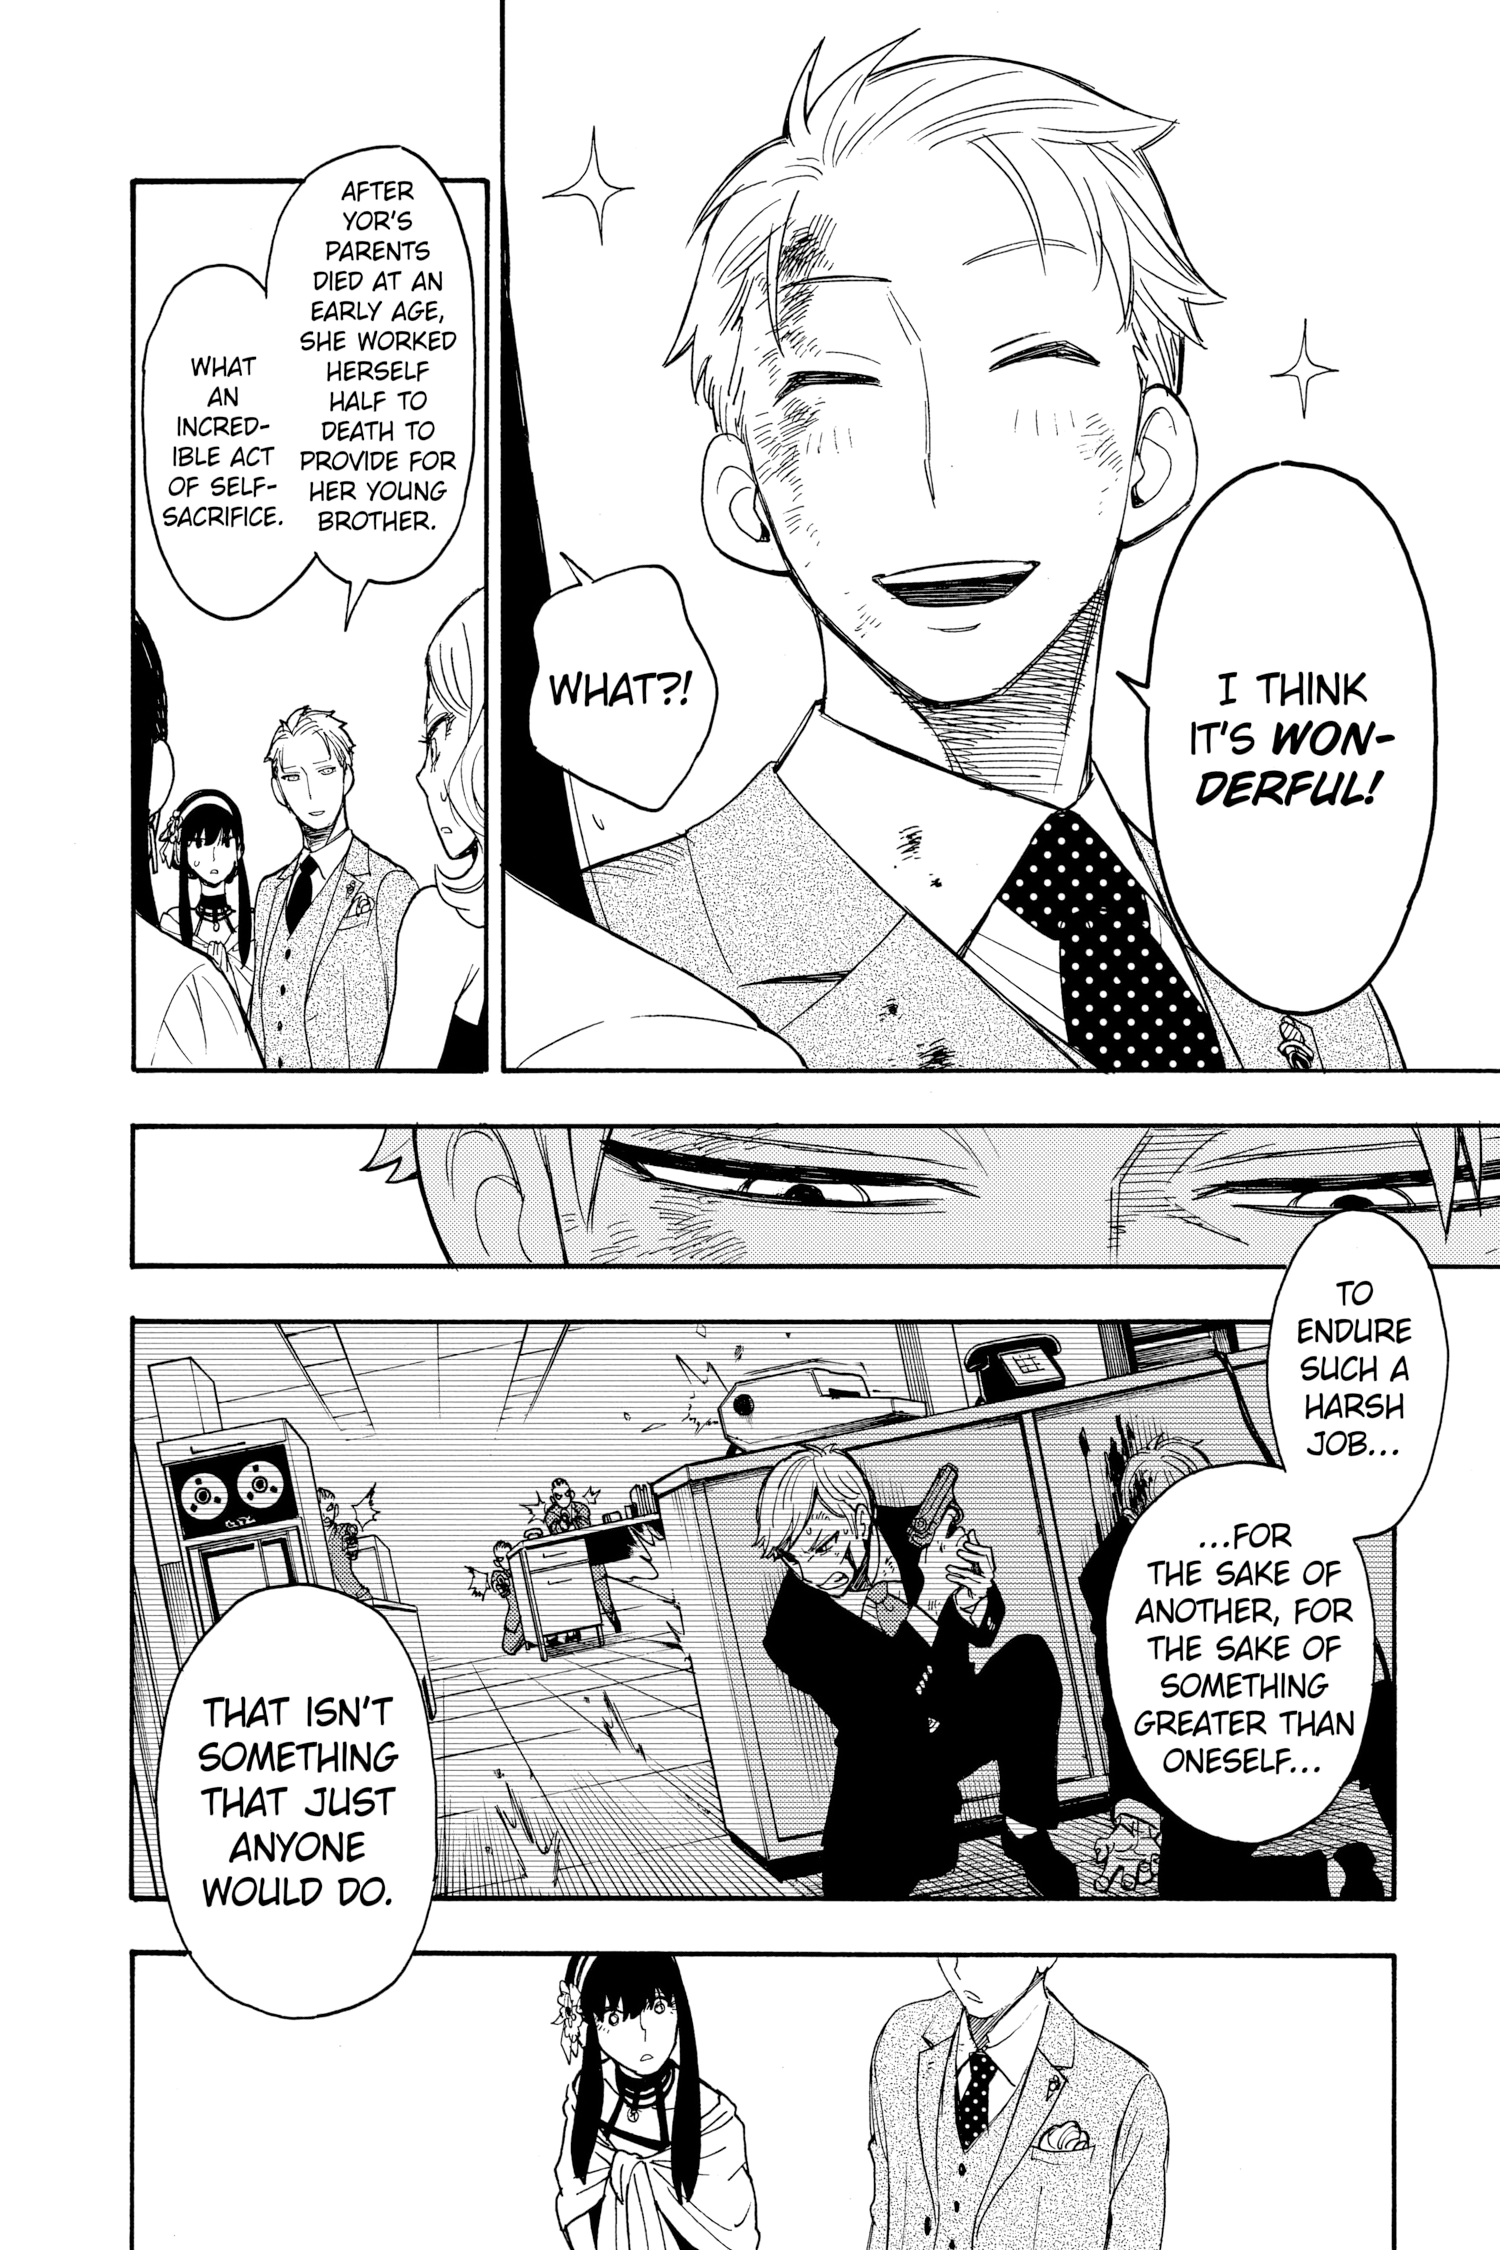 I THINK
IT'S WON-
DERFUL!
WHAT?!
AFTER
YOR'S
PARENTS
DIED AT AN
EARLY AGE,
SHE WORKED
HERSELF
HALF TO
DEATH TO
PROVIDE FOR
HER YOUNG
BROTHER.
WHAT
AN
INCRED-
IBLE ACT
OF SELF-
SACRIFICE.
TO
ENDURE
SUCH A
HARSH
JOB...
...FOR
THE SAKE OF
ANOTHER, FOR
THE SAKE OF
SOMETHING
GREATER THAN
ONESELF...
THAT ISN'T
SOMETHING
THAT JUST
ANYONE
WOULD DO.